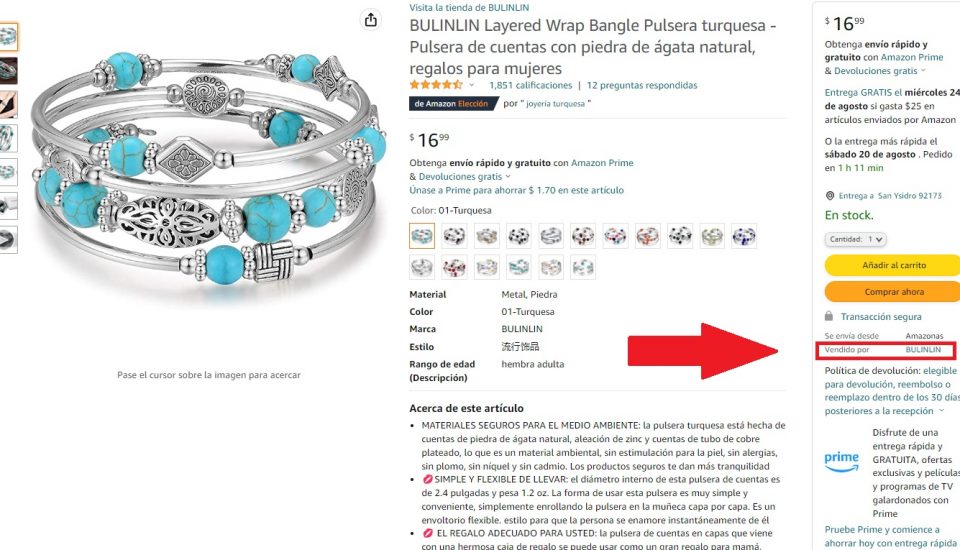 Visita la tienda de BULINLIN
BULINLIN Layered Wrap Bangle Pulsera turquesa -
Pulsera de cuentas con piedra de ágata natural,
regalos para mujeres
1,851 calificaciones | 12 preguntas respondidas
de Amazon Elección por " joyería turquesa "
$ 16 99
Obtenga envío rápido y gratuito con Amazon Prime
& Devoluciones gratis
Únase a Prime para ahorrar $ 1.70 en este artículo
Color: 01-Turquesa
Material Metal, Piedra
Color 01-Turquesa
Marca BULINLIN
Estilo 流行饰品
Rango de edad hembra adulta
(Descripción)
Acerca de este artículo
MATERIALES SEGUROS PARA EL MEDIO AMBIENTE: la pulsera turquesa está hecha de
cuentas de piedra de ágata natural, aleación de zinc y cuentas de tubo de cobre
plateado, lo que es un material ambiental, sin estimulación para la piel, sin alergias,
sin plomo, sin níquel y sin cadmio. Los productos seguros te dan más tranquilidad
SIMPLE Y FLEXIBLE DE LLEVAR: el diámetro interno de esta pulsera de cuentas es
de 2.4 pulgadas y pesa 1.2 oz. La forma de usar esta pulsera es muy simple y
conveniente, simplemente enrollando la pulsera en la muñeca capa por capa. Es un
envoltorio flexible. estilo para que la persona se enamore instantáneamente de él
EL REGALO ADECUADO PARA USTED: la pulsera de cuentas en capas que viene
con una hermosa caja de regalo se puede usar como un gran regalo para mamá,
Pase el cursor sobre la imagen para acercar
$ 16 99
Obtenga envío rápido y
gratuito con Amazon Prime
& Devoluciones gratis
Entrega GRATIS el miércoles 24
de agosto si gasta $25 en
artículos enviados por Amazon
O la entrega más rápida el
sábado 20 de agosto . Pedido
en 1 h 11 min
Entrega a San Ysidro 92173
En stock.
Cantidad: 1
Añadir al carrito
Comprar ahora
Transacción segura
Se envía desde Amazonas
Vendido por BULINLIN
Política de devolución: elegible
para devolución, reembolso o
reemplazo dentro de los 30 días
posteriores a la recepción
prime
Disfrute de una
entrega rápida y
GRATUITA, ofertas
exclusivas y películas
y programas de TV
galardonados con
Prime
Pruebe Prime y comience a
ahorrar hoy con entrega rápida